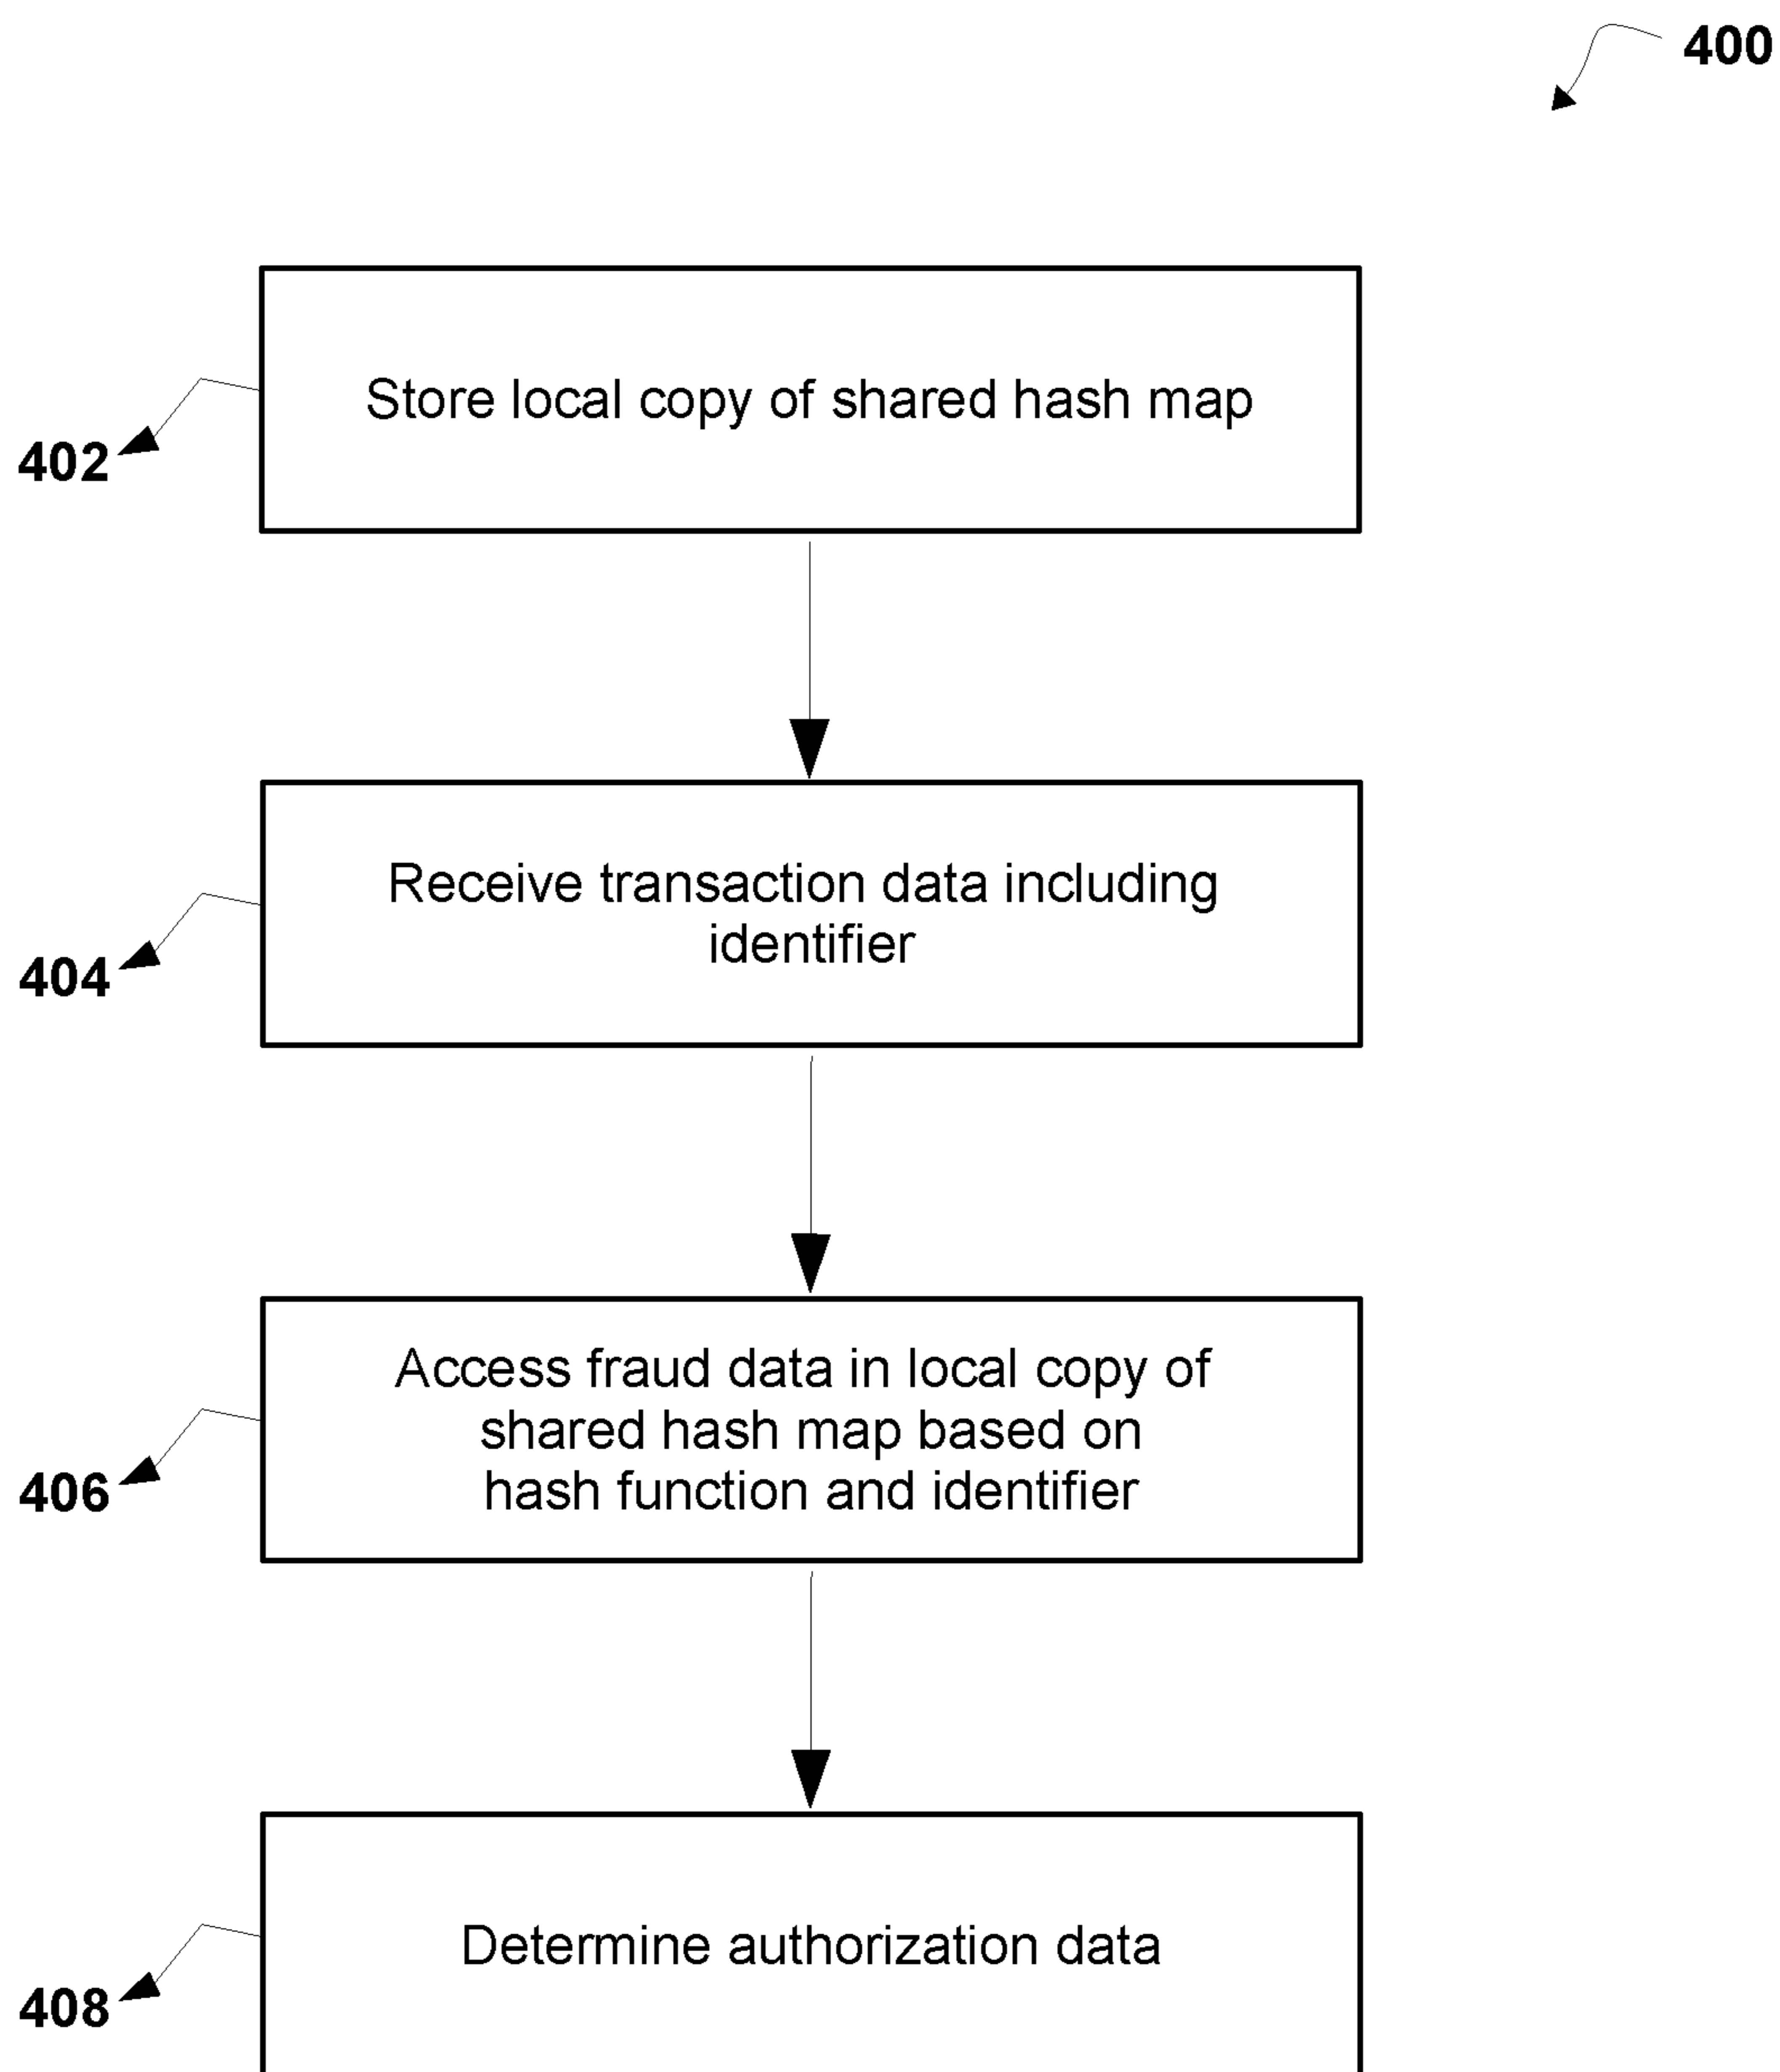 400
Store local copy of shared hash map
402
Receive transaction data including
identifier
404
Access fraud data in local copy of
shared hash map based on
hash function and identifier
406
Determine authorization data
408